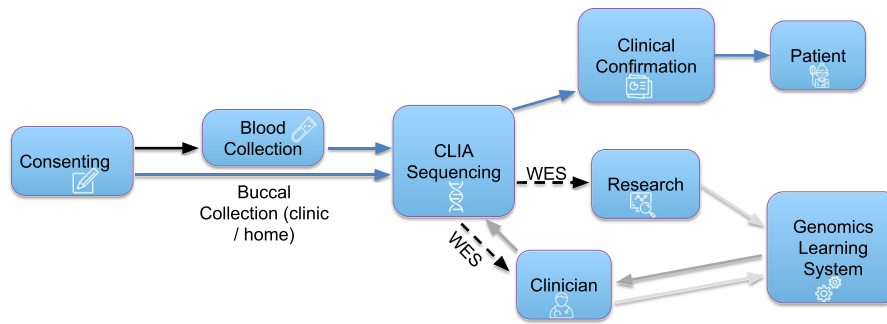 Consenting
Blood
Collection
Buccal
Collection (clinic
/ home)
CLIA
Sequencing
Clinical
Confirmation
Patient
WES
Research
WES
Clinician
Genomics
Learning
System